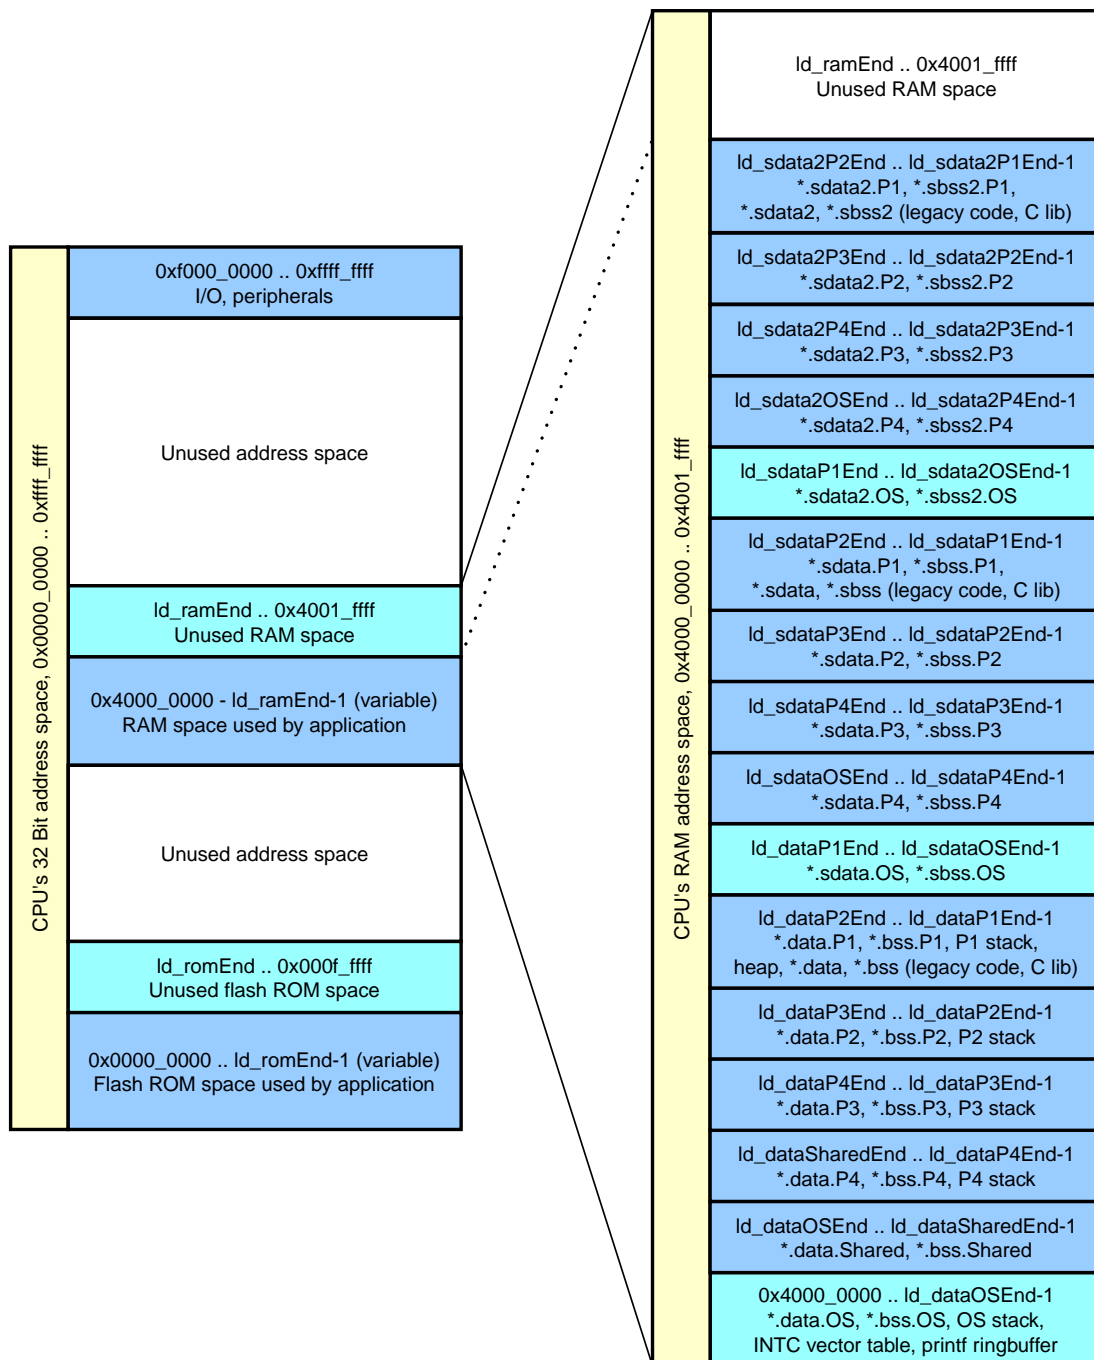 CPU's 32 Bit address space, 0x0000_0000 .. 0xffff_ffff
0xf000_0000 .. 0xffff_ffff
I/O, peripherals
Unused address space
ld_ramEnd .. 0x4001_ffff
Unused RAM space
0x4000_0000 - ld_ramEnd-1 (variable)
RAM space used by application
Unused address space
ld_romEnd .. 0x000f_ffff
Unused flash ROM space
0x0000_0000 .. ld_romEnd-1 (variable)
Flash ROM space used by application
CPU's RAM address space, 0x4000_0000 .. 0x4001_ffff
ld_ramEnd .. 0x4001_ffff
Unused RAM space
ld_sdata2P2End .. ld_sdata2P1End-1
*.sdata2.P1, *.sbss2.P1,
*.sdata2, *.sbss2 (legacy code, C lib)
ld_sdata2P3End .. ld_sdata2P2End-1
*.sdata2.P2, *.sbss2.P2
ld_sdata2P4End .. ld_sdata2P3End-1
*.sdata2.P3, *.sbss2.P3
ld_sdata2OSEnd .. ld_sdata2P4End-1
*.sdata2.P4, *.sbss2.P4
ld_sdataP1End .. ld_sdata2OSEnd-1
*.sdata2.OS, *.sbss2.OS
ld_sdataP2End .. ld_sdataP1End-1
*.sdata.P1, *.sbss.P1,
*.sdata, *.sbss (legacy code, C lib)
ld_sdataP3End .. ld_sdataP2End-1
*.sdata.P2, *.sbss.P2
ld_sdataP4End .. ld_sdataP3End-1
*.sdata.P3, *.sbss.P3
ld_sdataOSEnd .. ld_sdataP4End-1
*.sdata.P4, *.sbss.P4
ld_dataP1End .. ld_sdataOSEnd-1
*.sdata.OS, *.sbss.OS
ld_dataP2End .. ld_dataP1End-1
*.data.P1, *.bss.P1, P1 stack,
heap, *.data, *.bss (legacy code, C lib)
ld_dataP3End .. ld_dataP2End-1
*.data.P2, *.bss.P2, P2 stack
ld_dataP4End .. ld_dataP3End-1
*.data.P3, *.bss.P3, P3 stack
ld_dataSharedEnd .. ld_dataP4End-1
*.data.P4, *.bss.P4, P4 stack
ld_dataOSEnd .. ld_dataSharedEnd-1
*.data.Shared, *.bss.Shared
0x4000_0000 .. ld_dataOSEnd-1
*.data.OS, *.bss.OS, OS stack,
INTC vector table, printf ringbuffer